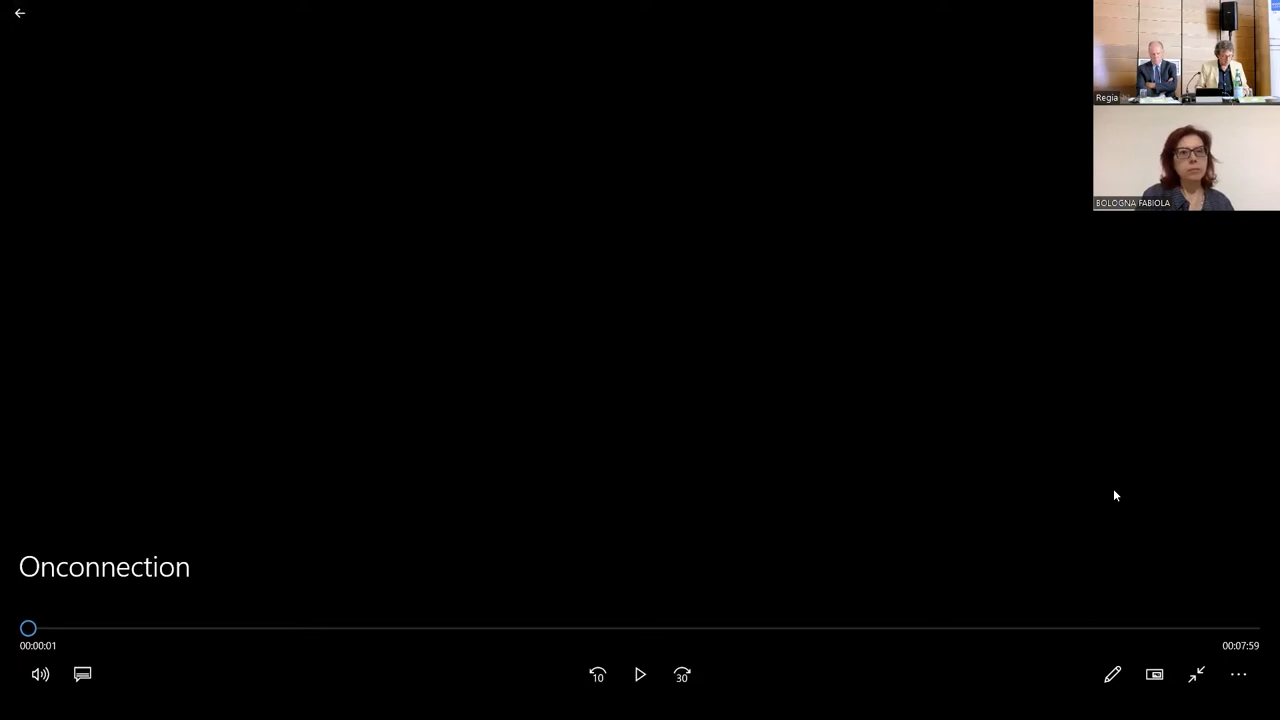 Regia
BOLOGNA FABIOLA
Onconnection
00:00:01
00:07:59
10
30